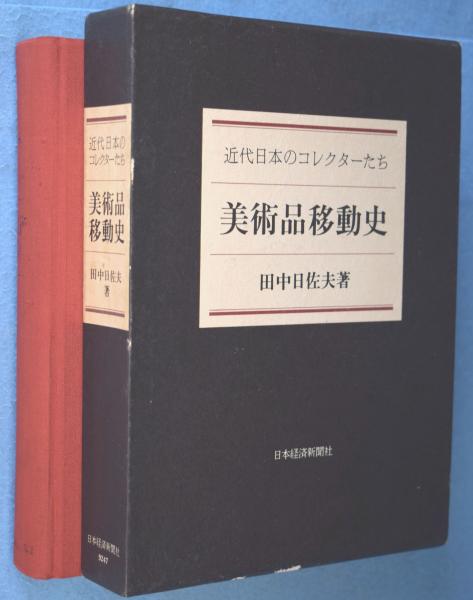 近代日本のコレクターたち
美術品移動史
田中日佐夫著
日本経済新聞社
近代日本の
コレクターたち
美術品
移動史
田中日佐夫
著
日本経済新聞社
9247